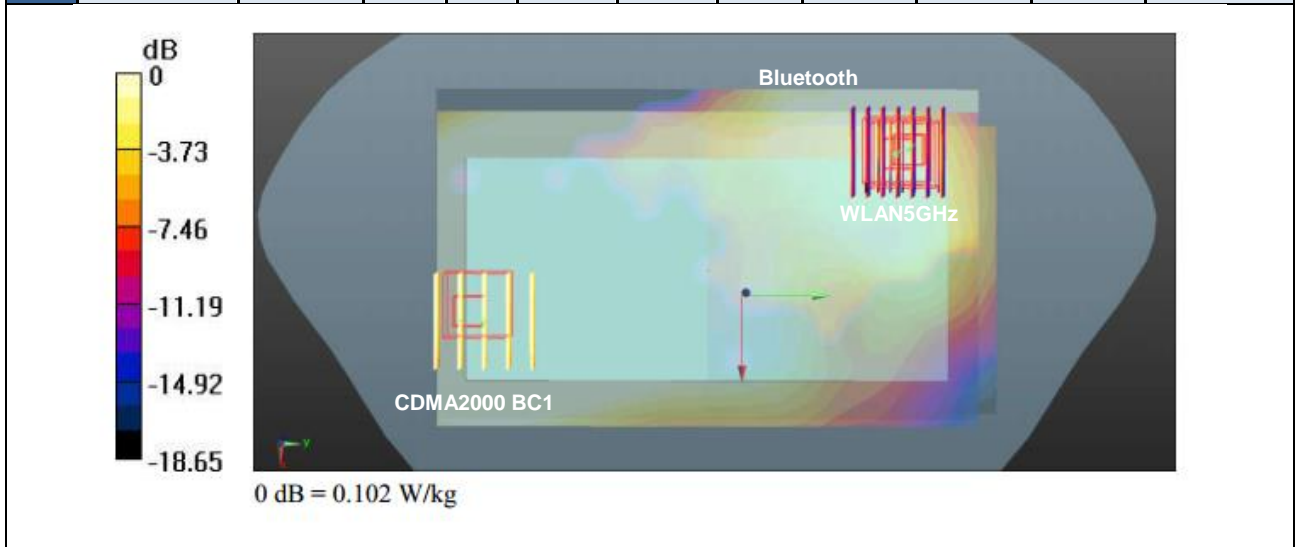 dB
0
-3.73
-7.46
-11.19
-14.92
-18.65
Bluetooth
WLAN5GHz
CDMA2000 BC1
Y
0 dB = 0.102 W/kg